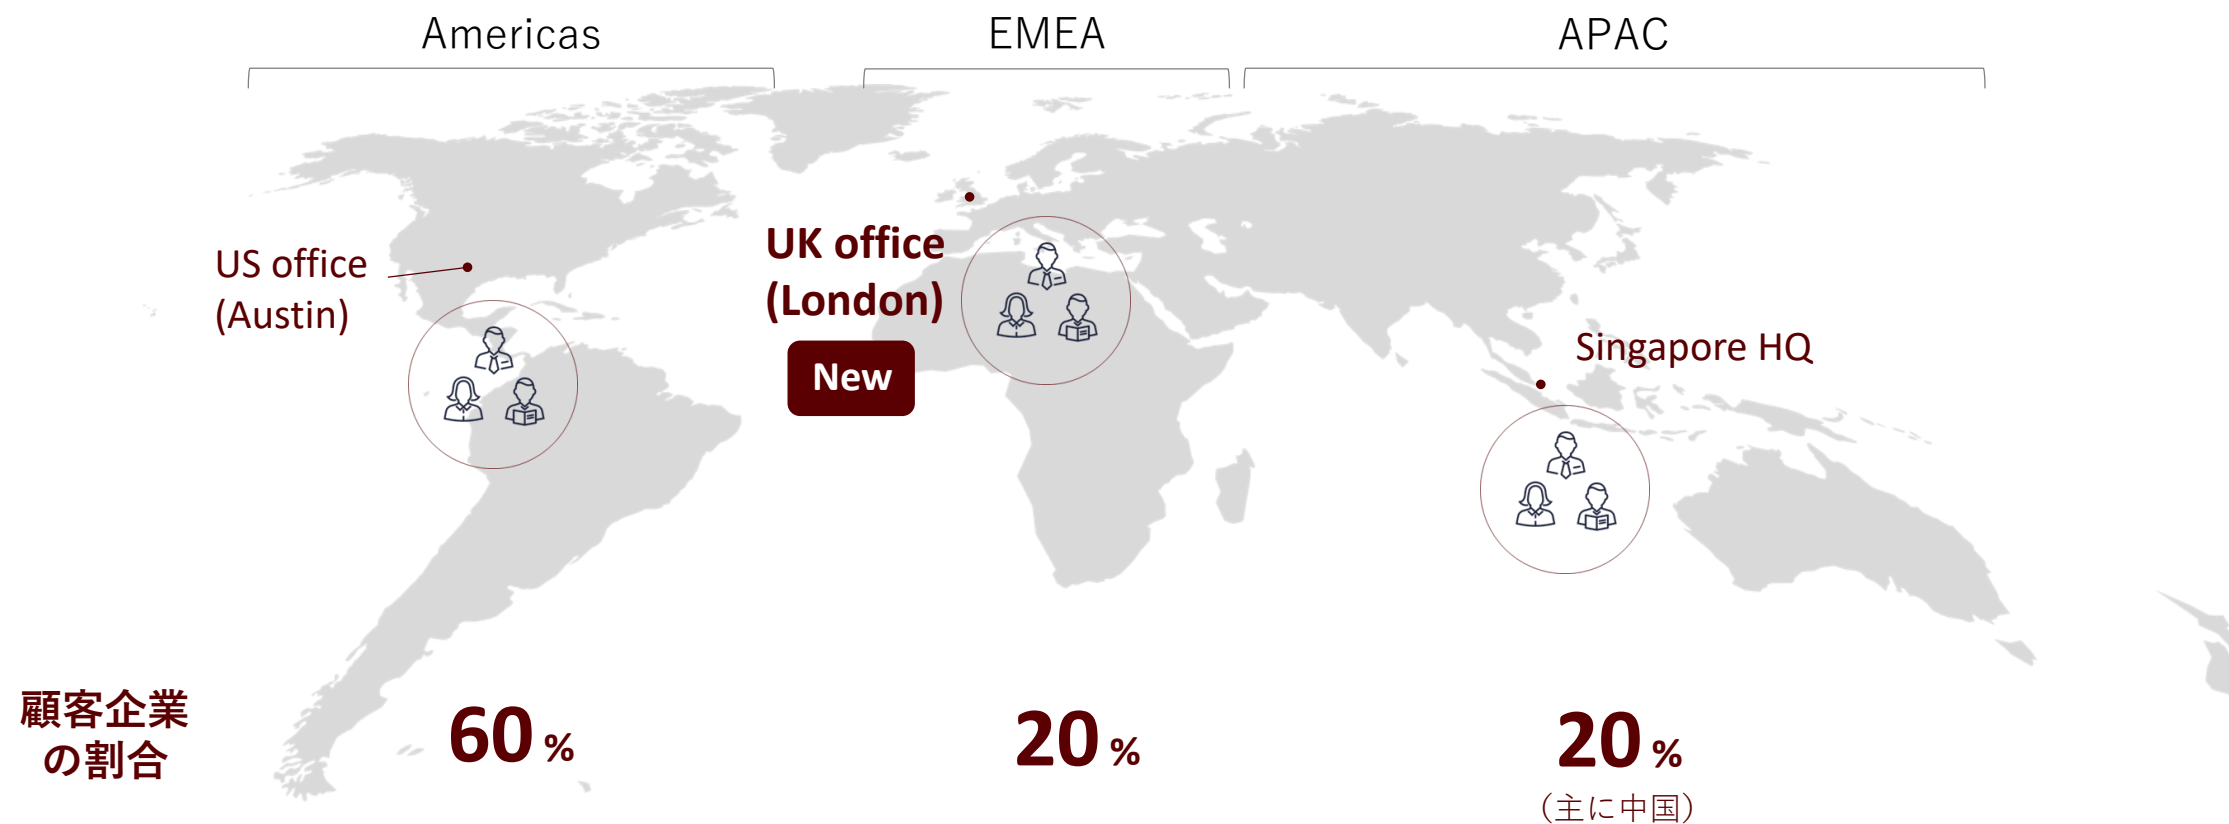 Americas
EMEA
APAC
US office
(Austin)
UK office
(London)
New
Singapore HQ
顧客企業
の割合
60 %
20 %
20 %
（主に中国）